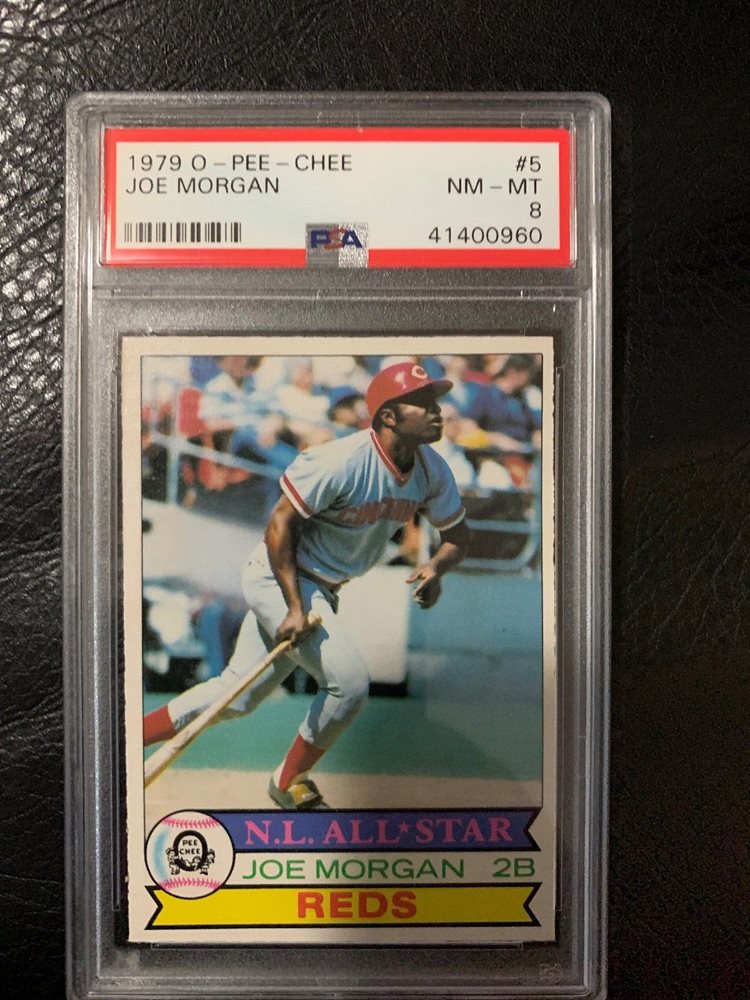 1979 O-PEE-CHEE #5
JOE MORGAN NM-MT
8
PSA 41400960
C
CINCINN
N.L. ALL★STAR
O
PEE
CHEE
JOE MORGAN 2B
REDS